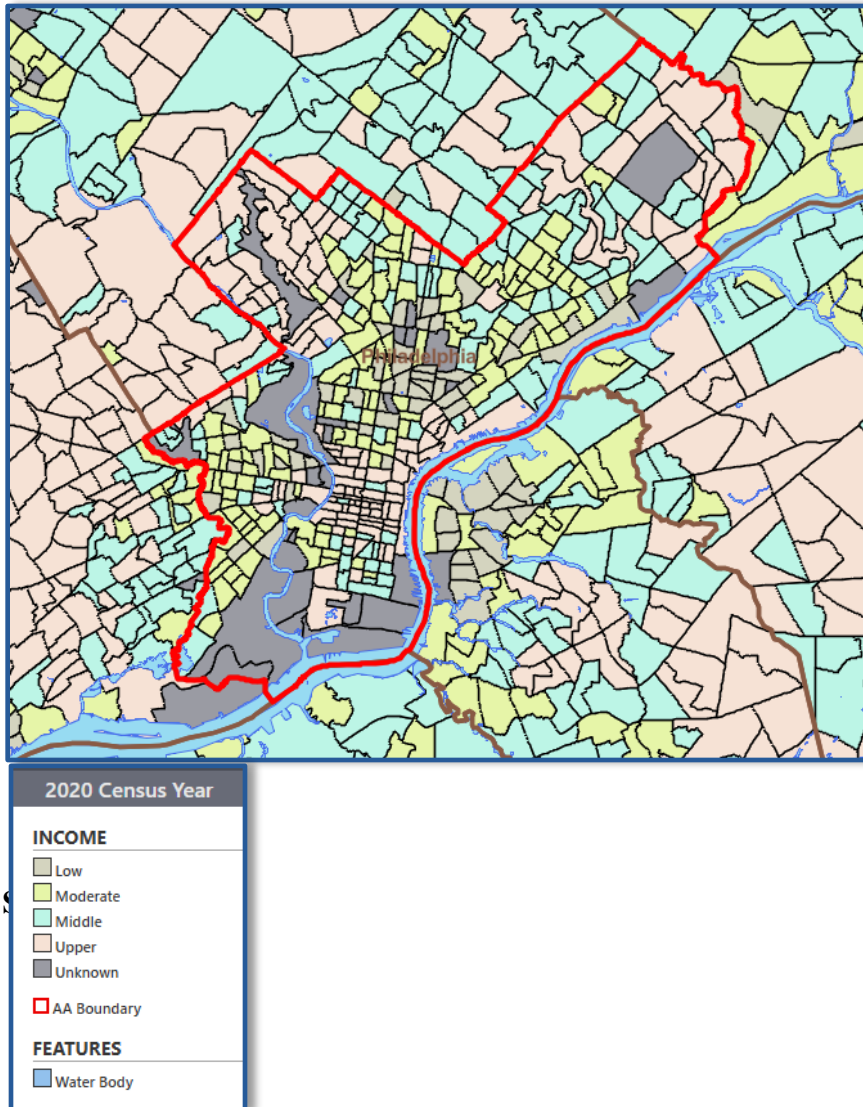 Philadelphia
2020 Census Year
INCOME
Low
Moderate
Middle
Upper
Unknown
AA Boundary
FEATURES
Water Body